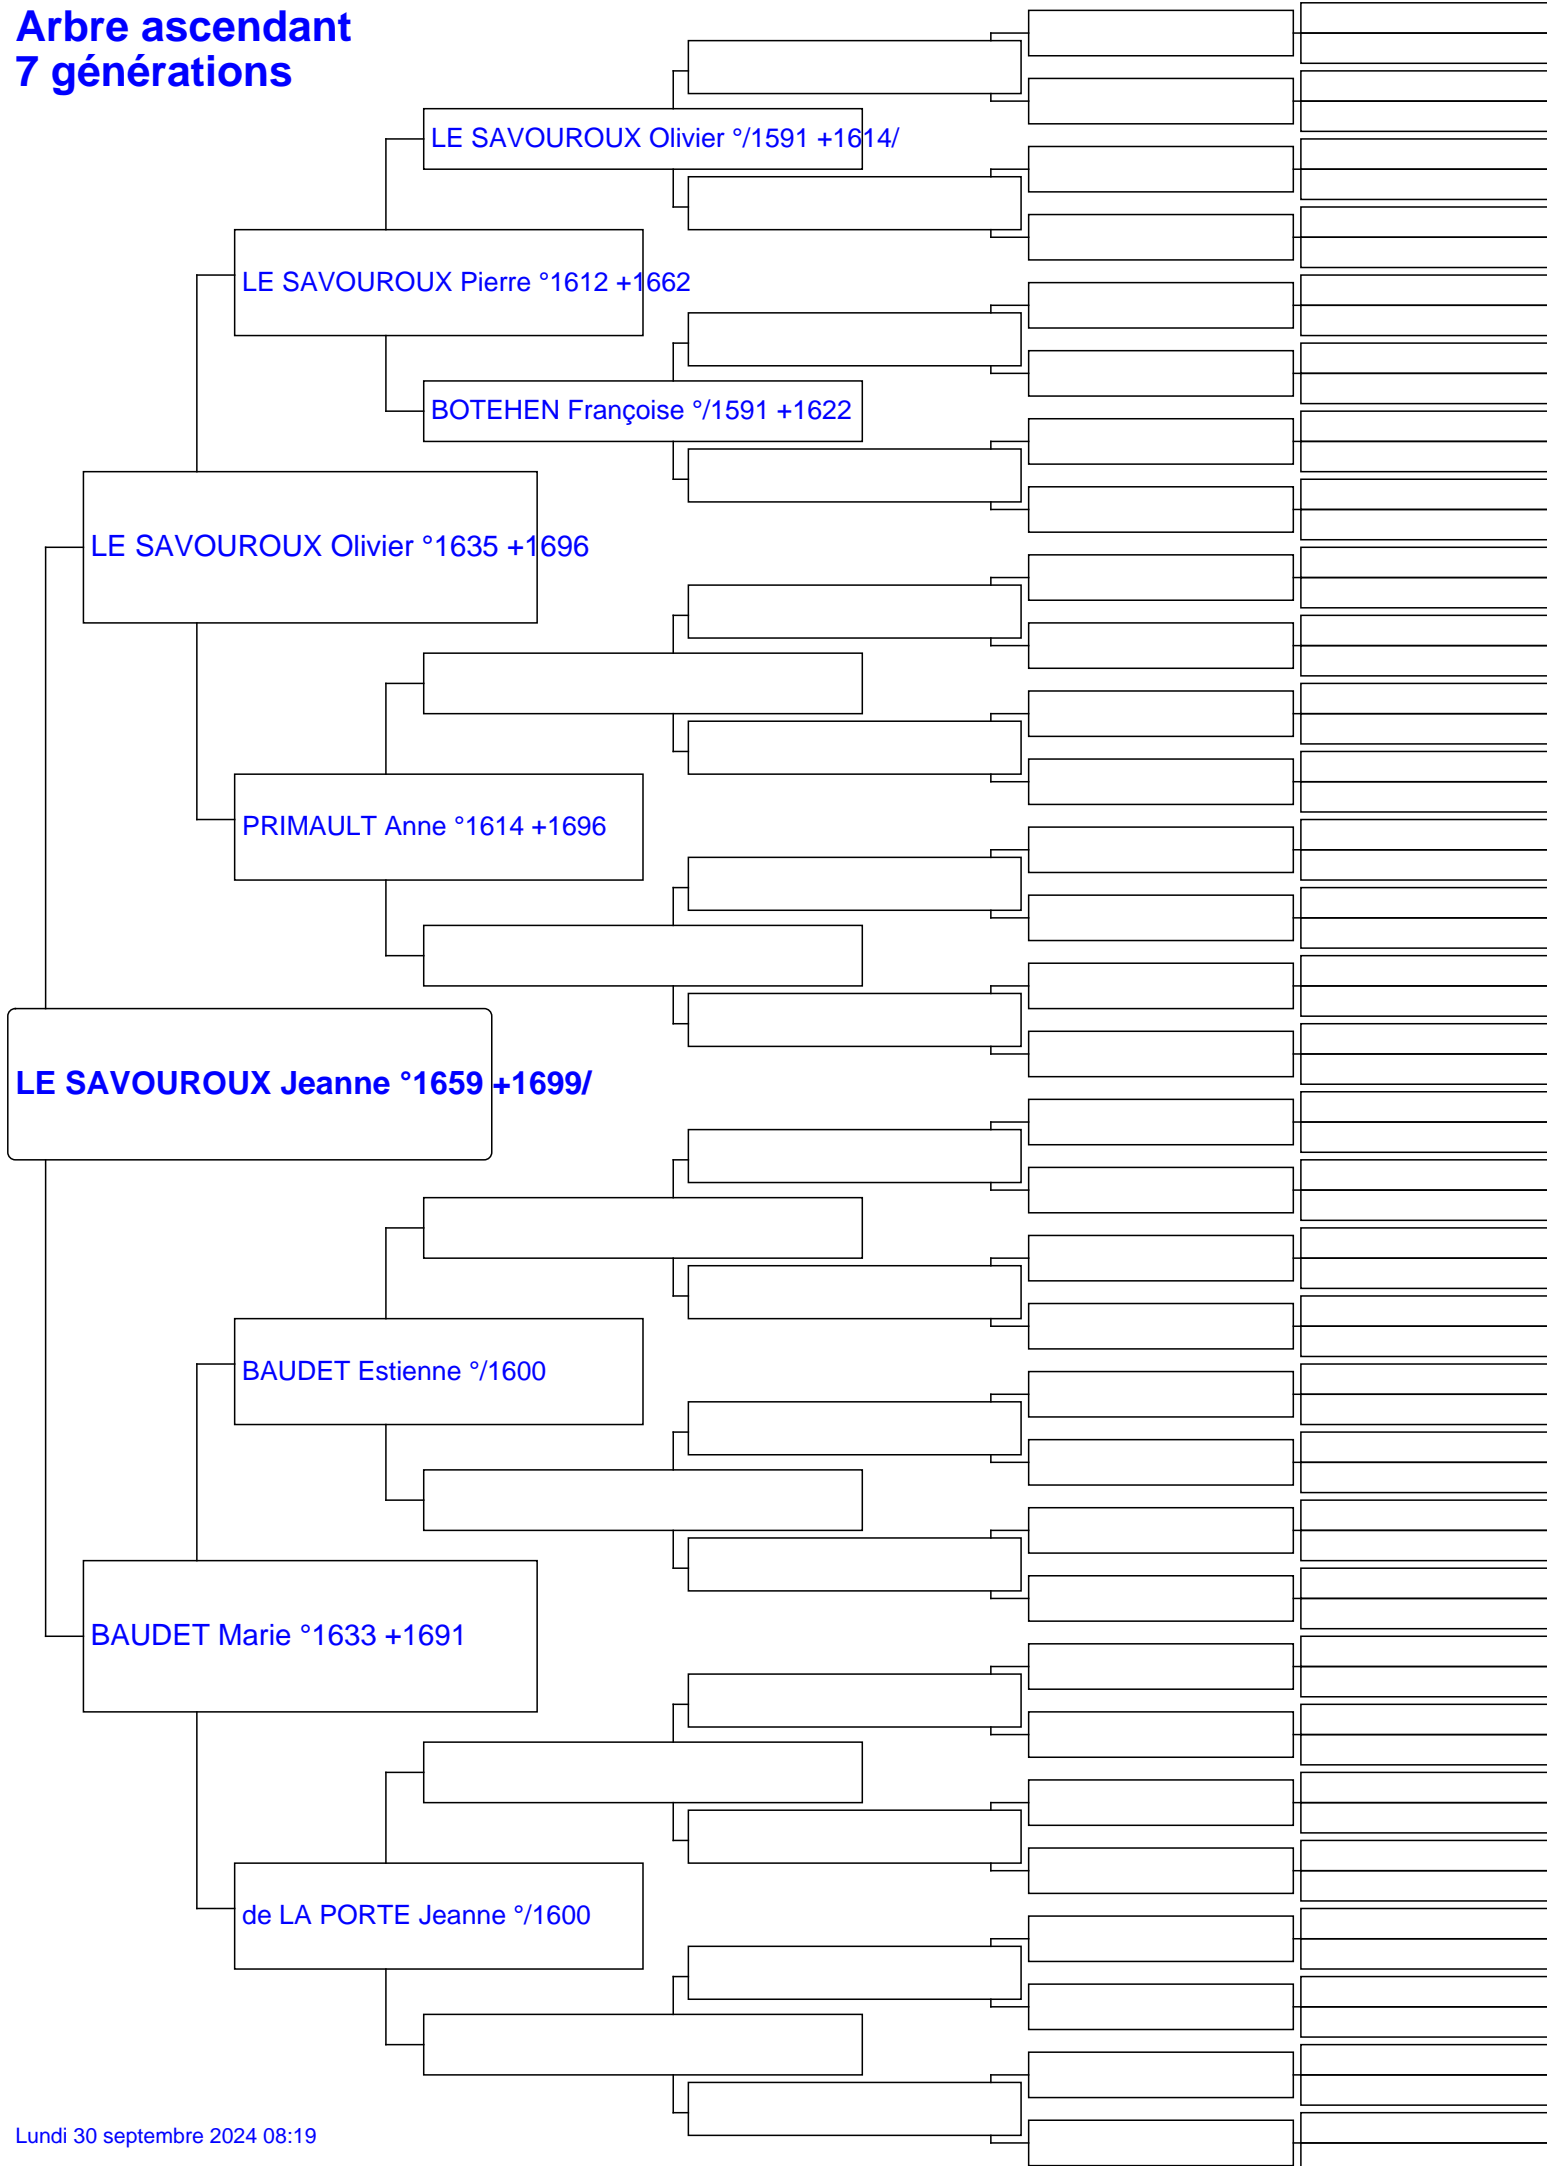 Arbre ascendant
7 générations
LE SAVOUROUX Olivier °/1591 +1614/
LE SAVOUROUX Pierre °1612 +1662
BOTEHEN Françoise °/1591 +1622
LE SAVOUROUX Olivier °1635 +1696
PRIMAULT Anne °1614 +1696
LE SAVOUROUX Jeanne °1659 +1699/
BAUDET Estienne °/1600
BAUDET Marie °1633 +1691
de LA PORTE Jeanne °/1600
Lundi 30 septembre 2024 08:19